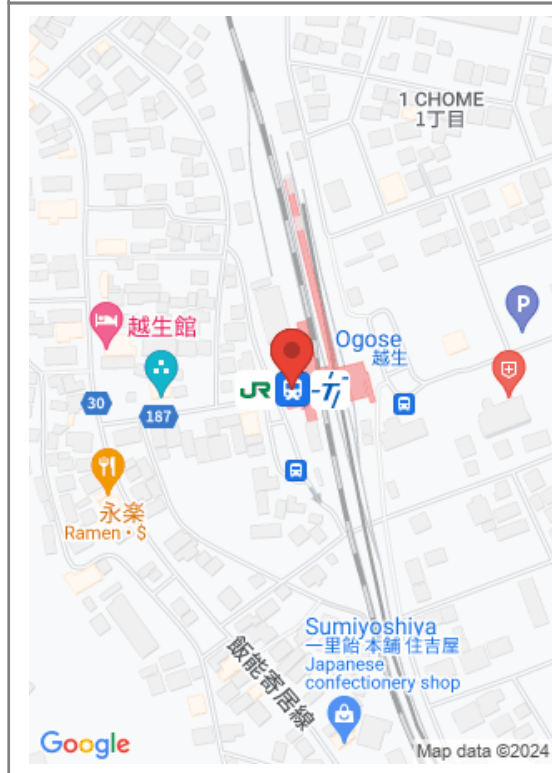 1 CHOME
1丁目
越生館
Ogose
越生
P
JR
30
187
永楽
Ramen • $
Sumiyoshiya
一里飴 本舗 住吉屋
Japanese
confectionery shop
飯能寄居線
Google
Map data ©2024